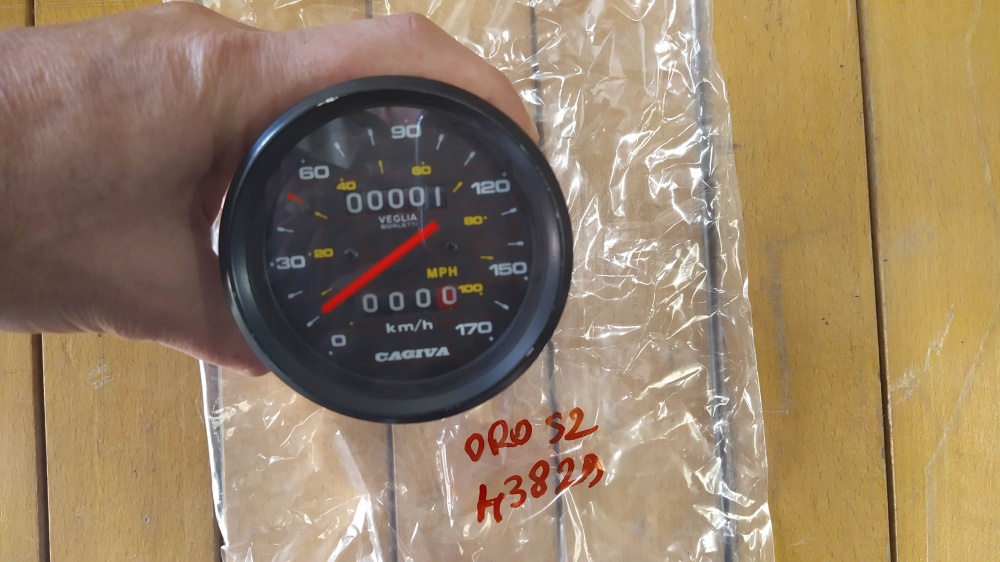 90
60
60
40
120
00001
VEGLIA
BORLETTI
80
30
20
150
MPH
100
0000
km/h
0
170
CAGIVA
ORO S2
H3829